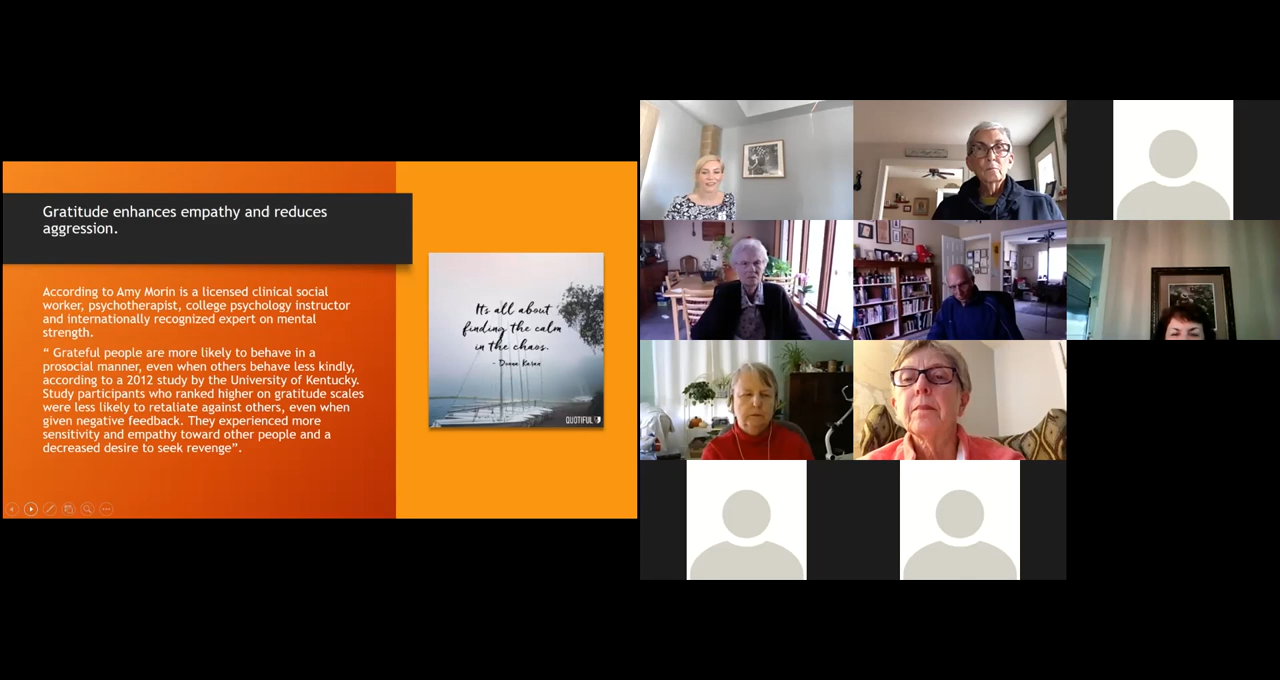 Gratitude enhances empathy and reduces
aggression.
According to Amy Morin is a licensed clinical social
worker, psychotherapist, college psychology instructor
and internationally recognized expert on mental
strength.
“ Grateful people are more likely to behave in a
prosocial manner, even when others behave less kindly,
according to a 2012 study by the University of Kentucky.
Study participants who ranked higher on gratitude scales
were less likely to retaliate against others, even when
given negative feedback. They experienced more
sensitivity and empathy toward other people and a
decreased desire to seek revenge”.
It's all about
finding the calm
in the chaos.
- Donna Karan
QUOTIFUL